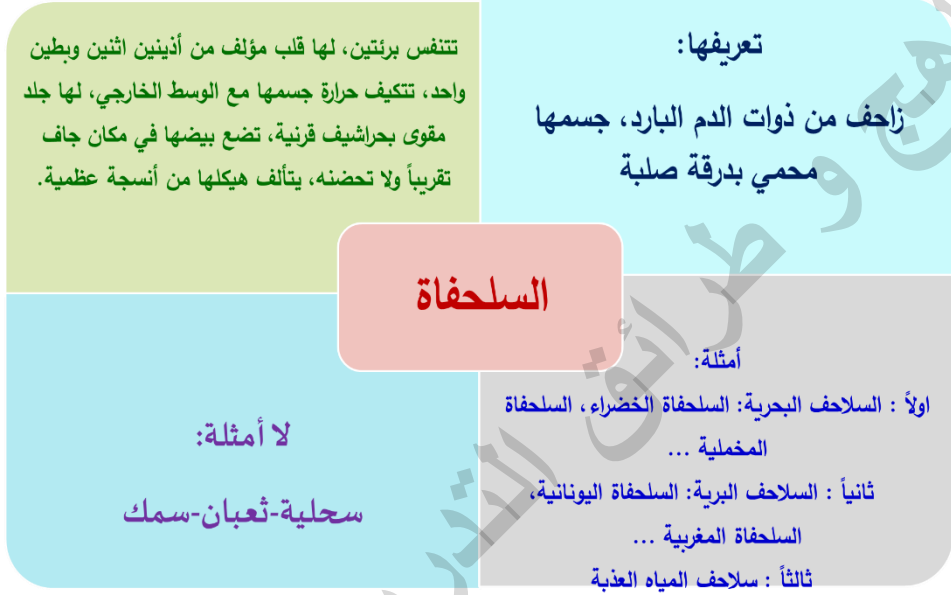 تعريفها:
زاحف من ذوات الدم البارد، جسمها
محمي بدرقة صلبة
تتنفس برئتين، لها قلب مؤلف من أذينين اثنين وبطين
واحد، تتكيف حرارة جسمها مع الوسط الخارجي، لها جلد
مقوى بحراشيف قرنية، تضع بيضها في مكان جاف
تقريباً ولا تحضنه، يتألف هيكلها من أنسجة عظمية.
السلحفاة
أمثلة:
اولاً : السلاحف البحرية: السلحفاة الخضراء، السلحفاة
المخملية ...
ثانياً : السلاحف البرية: السلحفاة اليونانية،
السلحفاة المغربية ...
ثالثاً : سلاحف المياه العذبة
لا أمثلة:
سحلية-ثعبان-سمك
و طرائق